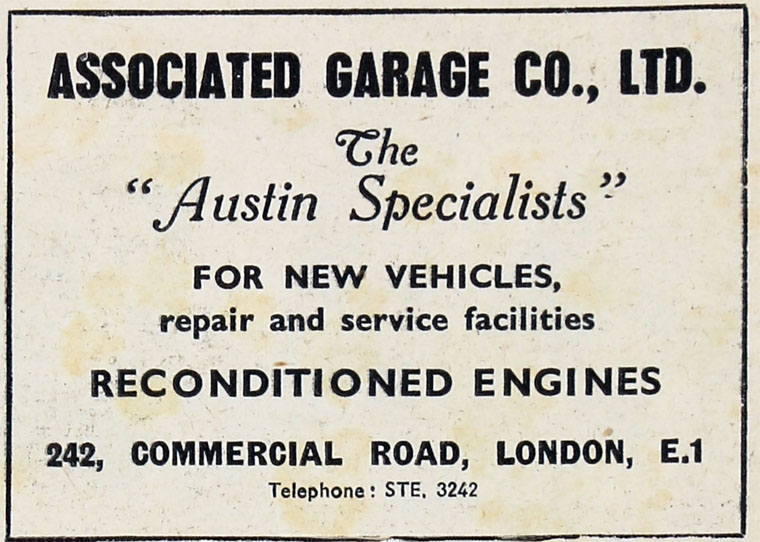 ASSOCIATED GARAGE CO., LTD.
The
“Austin Specialists”
FOR NEW VEHICLES,
repair and service facilities
RECONDITIONED ENGINES
242, COMMERCIAL ROAD, LONDON, E.1
Telephone: STE. 3242